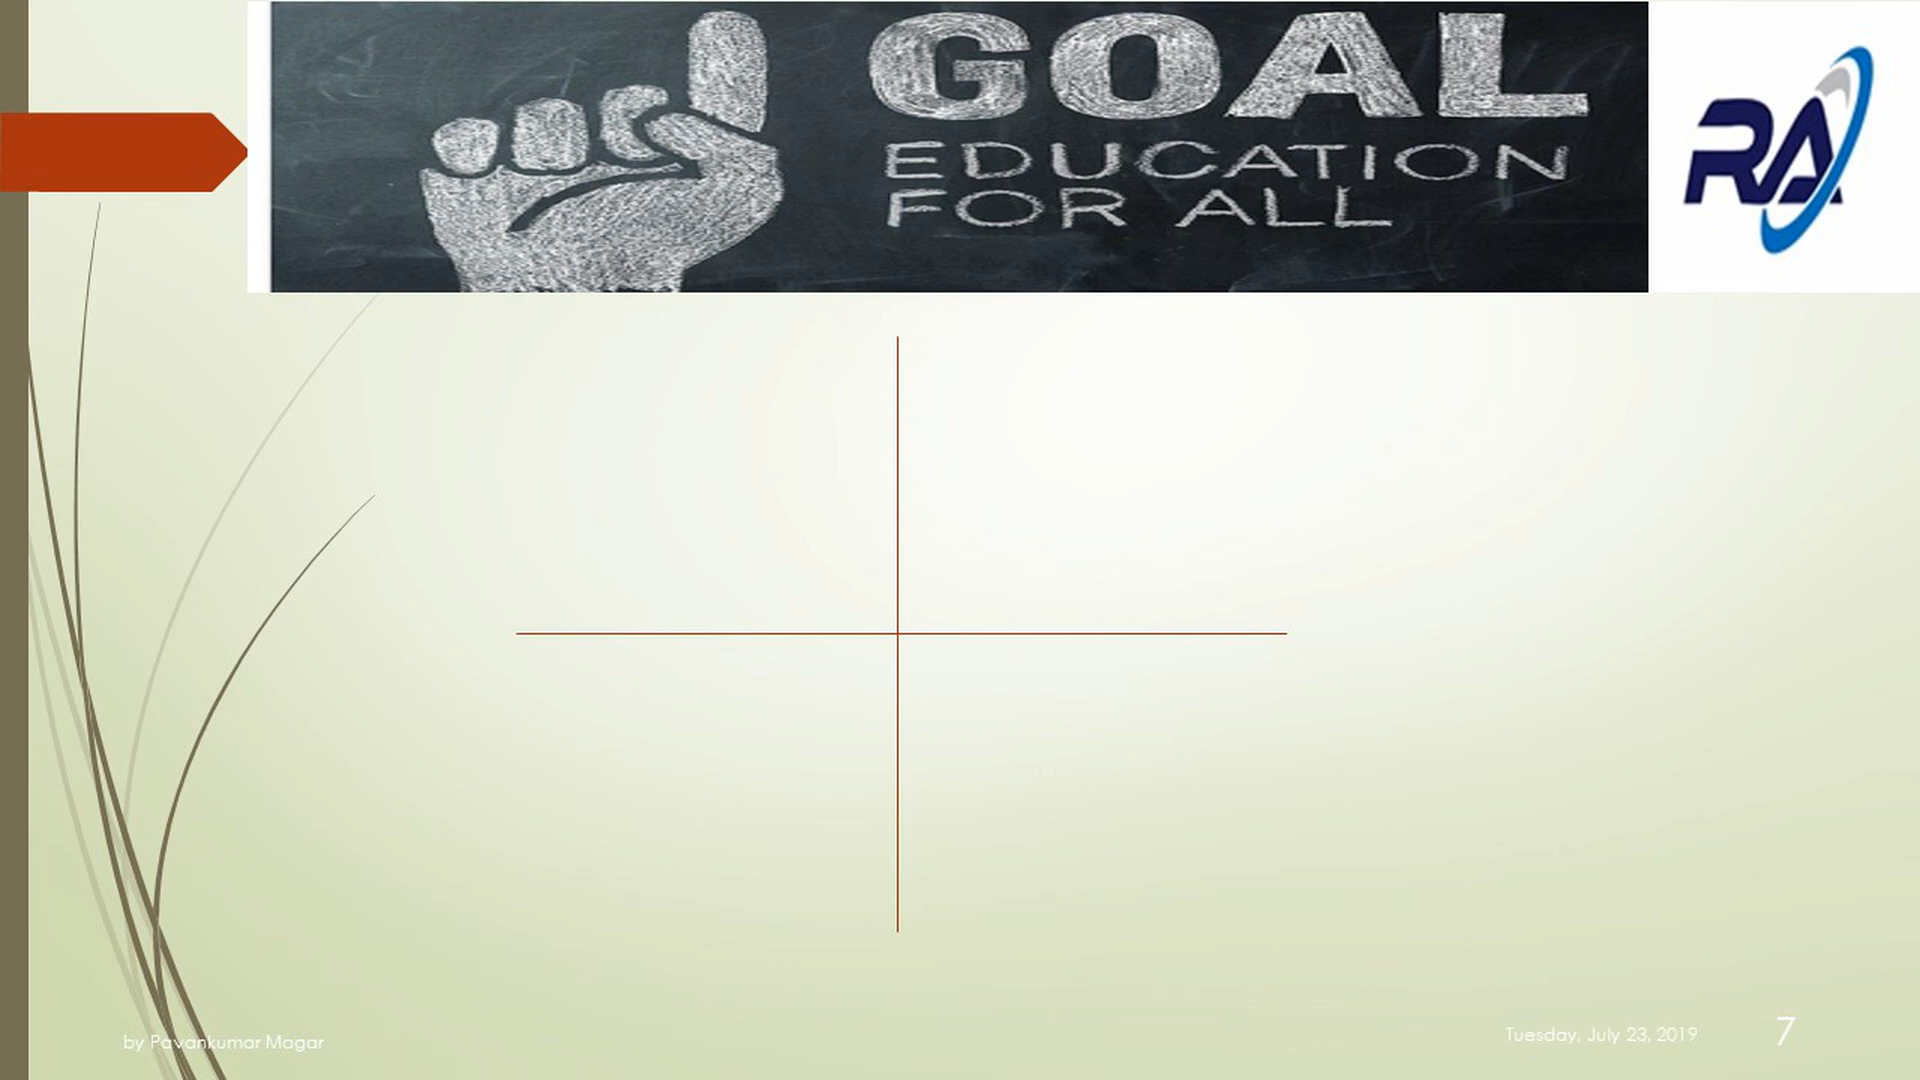 GOAL
EDUCATION
FOR ALL
RA
by Pavankumar Magar
Tuesday, July 23, 2019
7